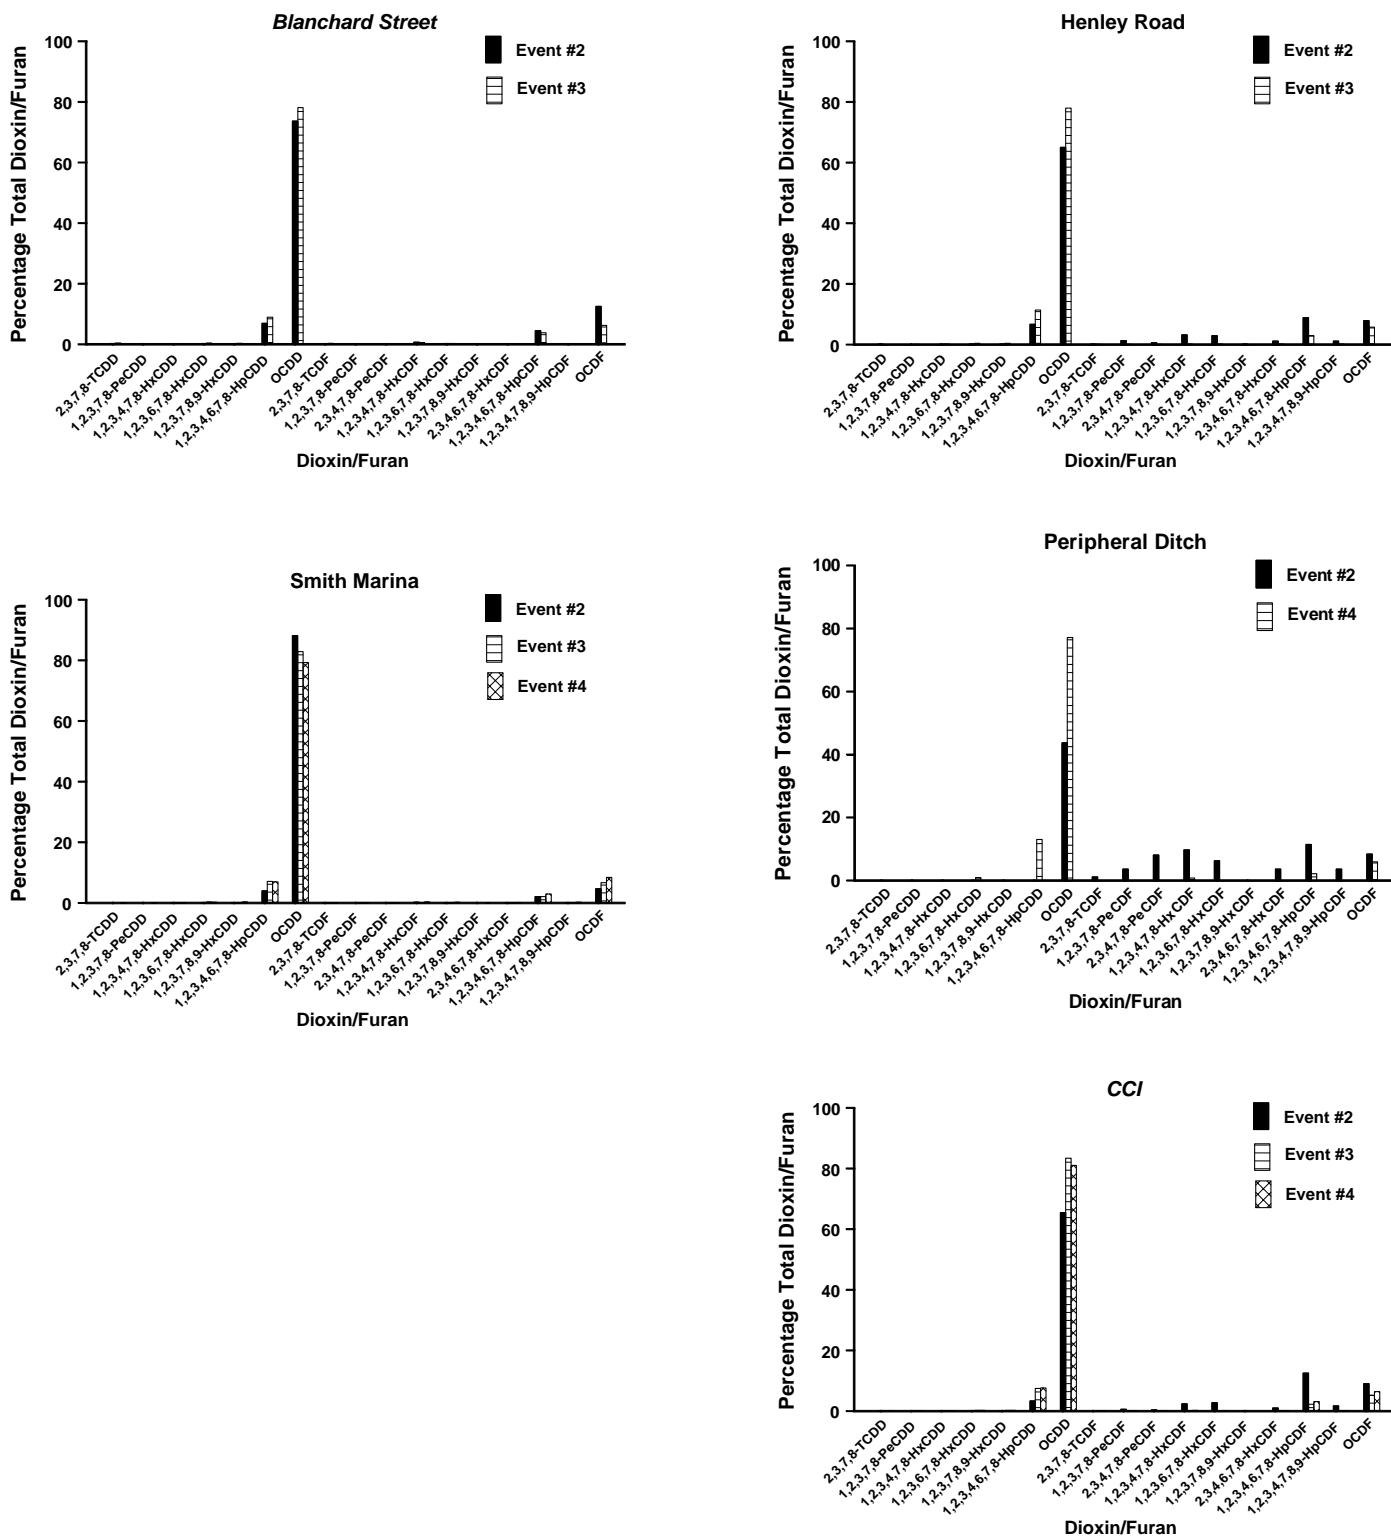 Blanchard Street
Event #2
Event #3
Percentage Total Dioxin/Furan
100
80
60
40
20
0
2,3,7,8-TCDD
1,2,3,7,8-PeCDD
1,2,3,4,7,8-HxCDD
1,2,3,6,7,8-HxCDD
1,2,3,7,8,9-HxCDD
1,2,3,4,6,7,8-HpCDD
OCDD
2,3,7,8-TCDF
1,2,3,7,8-PeCDF
2,3,4,7,8-PeCDF
1,2,3,4,7,8-HxCDF
1,2,3,6,7,8-HxCDF
1,2,3,7,8,9-HxCDF
2,3,4,6,7,8-HxCDF
1,2,3,4,6,7,8-HpCDF
1,2,3,4,7,8,9-HpCDF
OCDF
Dioxin/Furan
Henley Road
Event #2
Event #3
Percentage Total Dioxin/Furan
100
80
60
40
20
0
2,3,7,8-TCDD
1,2,3,7,8-PeCDD
1,2,3,4,7,8-HxCDD
1,2,3,6,7,8-HxCDD
1,2,3,7,8,9-HxCDD
1,2,3,4,6,7,8-HpCDD
OCDD
2,3,7,8-TCDF
1,2,3,7,8-PeCDF
2,3,4,7,8-PeCDF
1,2,3,4,7,8-HxCDF
1,2,3,6,7,8-HxCDF
1,2,3,7,8,9-HxCDF
2,3,4,6,7,8-HxCDF
1,2,3,4,6,7,8-HpCDF
1,2,3,4,7,8,9-HpCDF
OCDF
Dioxin/Furan
Smith Marina
Event #2
Event #3
Event #4
Percentage Total Dioxin/Furan
100
80
60
40
20
0
2,3,7,8-TCDD
1,2,3,7,8-PeCDD
1,2,3,4,7,8-HxCDD
1,2,3,6,7,8-HxCDD
1,2,3,7,8,9-HxCDD
1,2,3,4,6,7,8-HpCDD
OCDD
2,3,7,8-TCDF
1,2,3,7,8-PeCDF
2,3,4,7,8-PeCDF
1,2,3,4,7,8-HxCDF
1,2,3,6,7,8-HxCDF
1,2,3,7,8,9-HxCDF
2,3,4,6,7,8-HxCDF
1,2,3,4,6,7,8-HpCDF
1,2,3,4,7,8,9-HpCDF
OCDF
Dioxin/Furan
Peripheral Ditch
Event #2
Event #4
Percentage Total Dioxin/Furan
100
80
60
40
20
0
2,3,7,8-TCDD
1,2,3,7,8-PeCDD
1,2,3,4,7,8-HxCDD
1,2,3,6,7,8-HxCDD
1,2,3,7,8,9-HxCDD
1,2,3,4,6,7,8-HpCDD
OCDD
2,3,7,8-TCDF
1,2,3,7,8-PeCDF
2,3,4,7,8-PeCDF
1,2,3,4,7,8-HxCDF
1,2,3,6,7,8-HxCDF
1,2,3,7,8,9-HxCDF
2,3,4,6,7,8-HxCDF
1,2,3,4,6,7,8-HpCDF
1,2,3,4,7,8,9-HpCDF
OCDF
Dioxin/Furan
CCI
Event #2
Event #3
Event #4
Percentage Total Dioxin/Furan
100
80
60
40
20
0
2,3,7,8-TCDD
1,2,3,7,8-PeCDD
1,2,3,4,7,8-HxCDD
1,2,3,6,7,8-HxCDD
1,2,3,7,8,9-HxCDD
1,2,3,4,6,7,8-HpCDD
OCDD
2,3,7,8-TCDF
1,2,3,7,8-PeCDF
2,3,4,7,8-PeCDF
1,2,3,4,7,8-HxCDF
1,2,3,6,7,8-HxCDF
1,2,3,7,8,9-HxCDF
2,3,4,6,7,8-HxCDF
1,2,3,4,6,7,8-HpCDF
1,2,3,4,7,8,9-HpCDF
OCDF
Dioxin/Furan